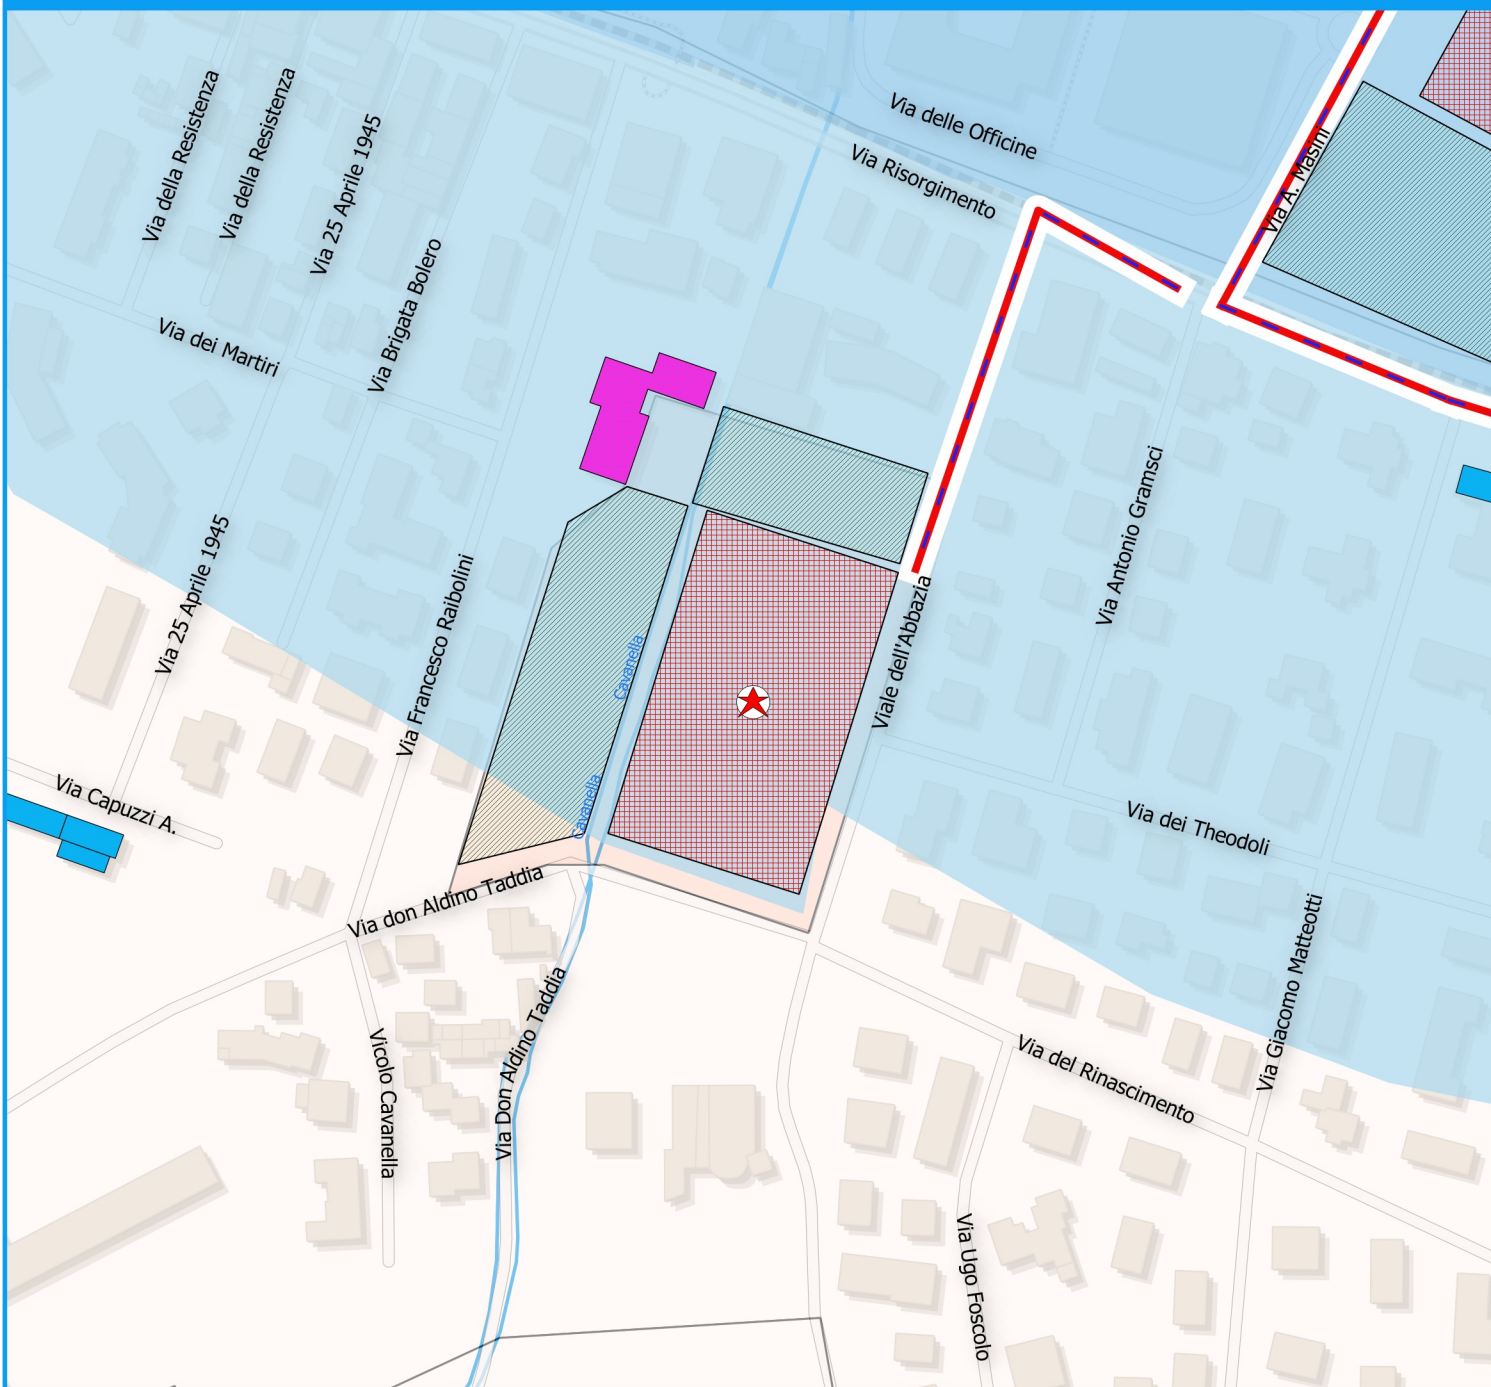 Via della Resistenza
Via della Resistenza
Via 25 Aprile 1945
Via delle Officine
Via Risorgimento
Via A. Masini
Via Brigata Bolero
Via dei Martiri
Via Antonio Gramsci
Via 25 Aprile 1945
Via Francesco Raibolini
Cavanella
Viale dell'Abbazia
Via Capuzzi A.
Cavanella
Via dei Theodoli
Via don Aldino Taddia
Via Giacomo Matteotti
Via Don Aldino Taddia
Vicolo Cavanella
Via del Rinascimento
Via Ugo Foscolo